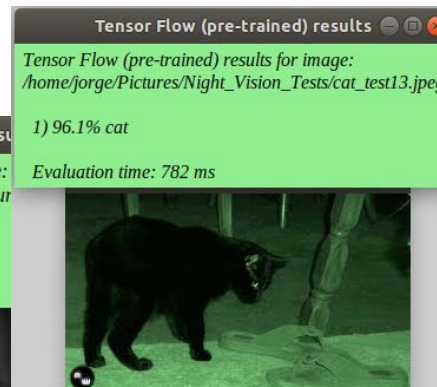 Tensor Flow (pre-trained) results
Tensor Flow (pre-trained) results for image:
/home/jorge/Pictures/Night_Vision_Tests/cat_test13.jpeg
1) 96.1% cat
Evaluation time: 782 ms